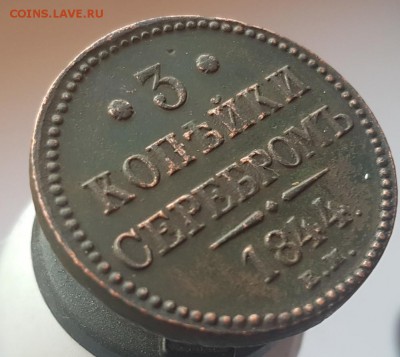 COINS.LAVE.RU
· 3 ·
КОПѢЙКИ
СЕРЕБРОМЪ
1844.
Е.М.